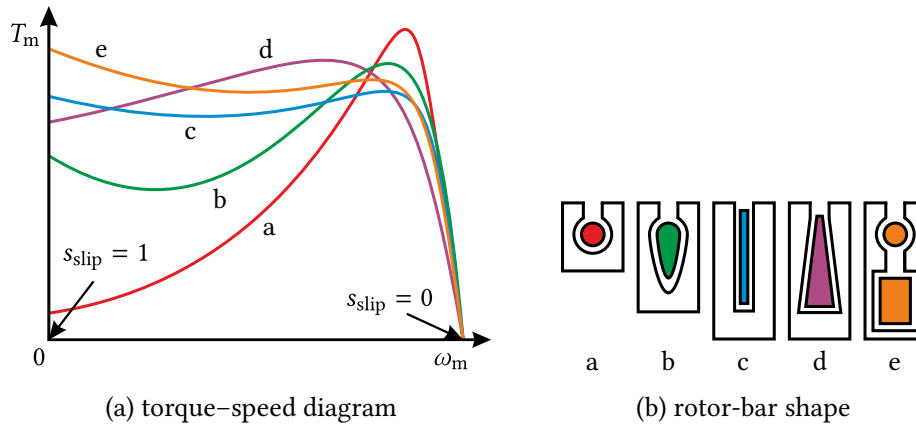 Tm
e
d
c
b
a
sslip = 1
sslip = 0
0
ωm
a b c d e
(a) torque–speed diagram
(b) rotor-bar shape